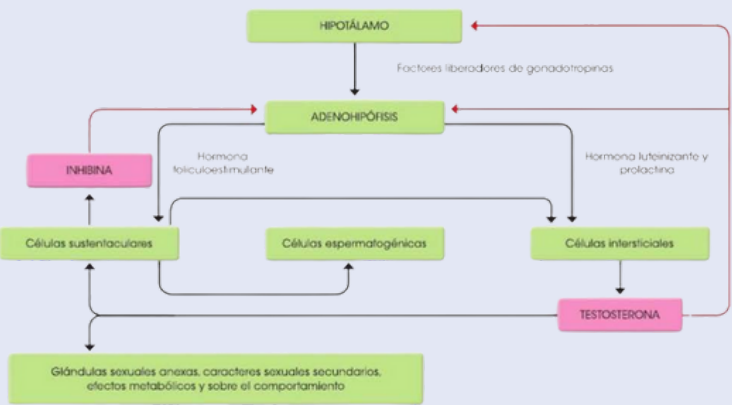 HIPOTÁLAMO
Factores liberadores de gonadotropinas
ADENOHIPÓFISIS
Hormona
foliculoestimulante
Hormona luteinizante y
prolactina
INHIBINA
Células sustentaculares
Células espermatogénicas
Células intersticiales
TESTOSTERONA
Glándulas sexuales anexas, caracteres sexuales secundarios,
efectos metabólicos y sobre el comportamiento